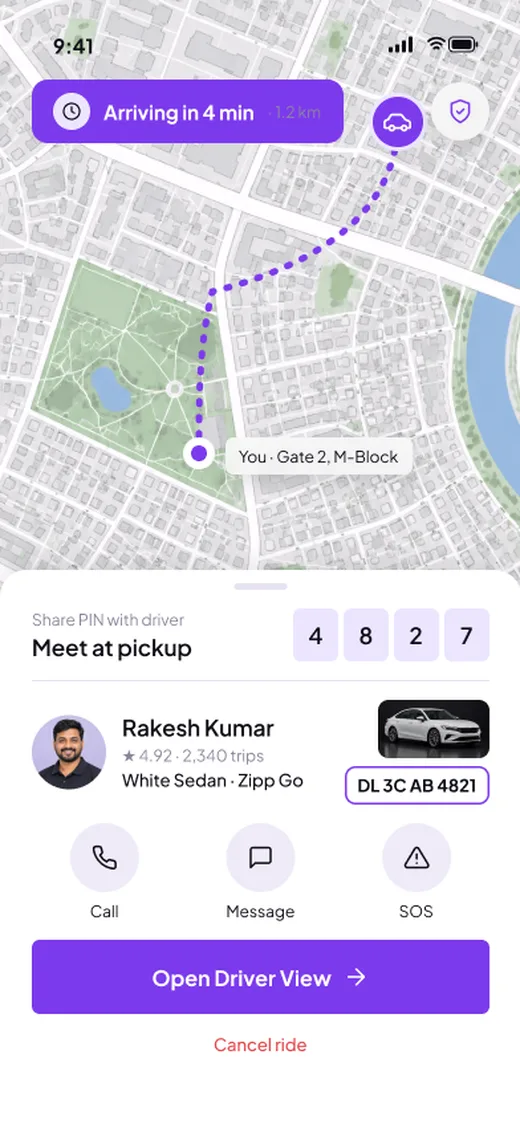 9:41
Arriving in 4 min · 1.2 km
You · Gate 2, M-Block
Share PIN with driver
Meet at pickup
4 8 2 7
Rakesh Kumar
★ 4.92 · 2,340 trips
White Sedan · Zipp Go
DL 3C AB 4821
Call
Message
SOS
Open Driver View →
Cancel ride